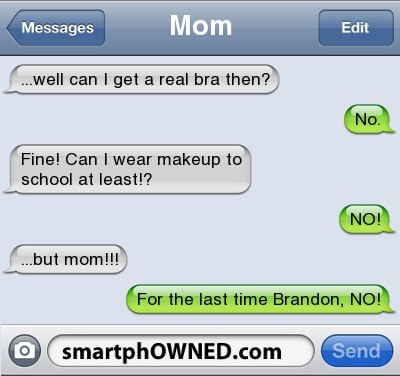 Messages
Mom
Edit
...well can I get a real bra then?
No.
Fine! Can I wear makeup to
school at least!?
NO!
...but mom!!!
For the last time Brandon, NO!
smartphOWNED.com
Send